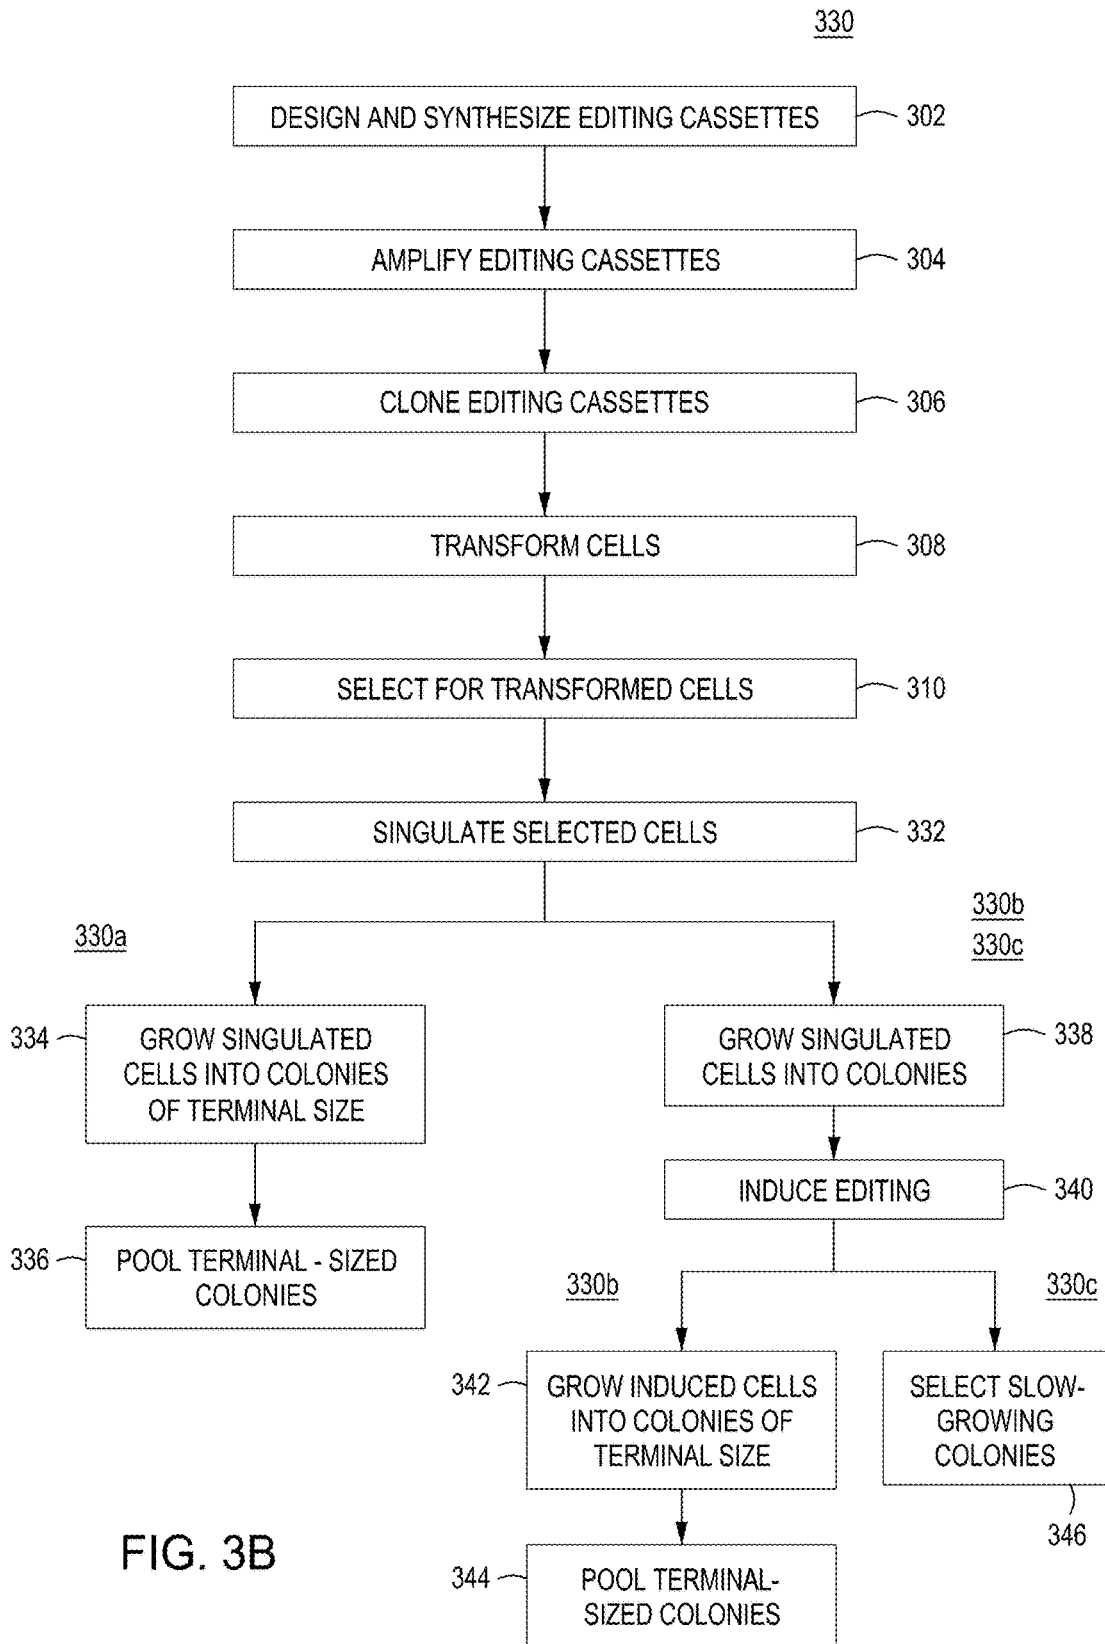 330
DESIGN AND SYNTHESIZE EDITING CASSETTES
302
AMPLIFY EDITING CASSETTES
304
CLONE EDITING CASSETTES
306
TRANSFORM CELLS
308
SELECT FOR TRANSFORMED CELLS
310
SINGULATE SELECTED CELLS
332
330a
330b
330c
334
GROW SINGULATED
CELLS INTO COLONIES
OF TERMINAL SIZE
GROW SINGULATED
CELLS INTO COLONIES
338
INDUCE EDITING
340
336
POOL TERMINAL - SIZED
COLONIES
330b
330c
342
GROW INDUCED CELLS
INTO COLONIES OF
TERMINAL SIZE
SELECT SLOW-
GROWING
COLONIES
346
344
POOL TERMINAL-
SIZED COLONIES
FIG. 3B